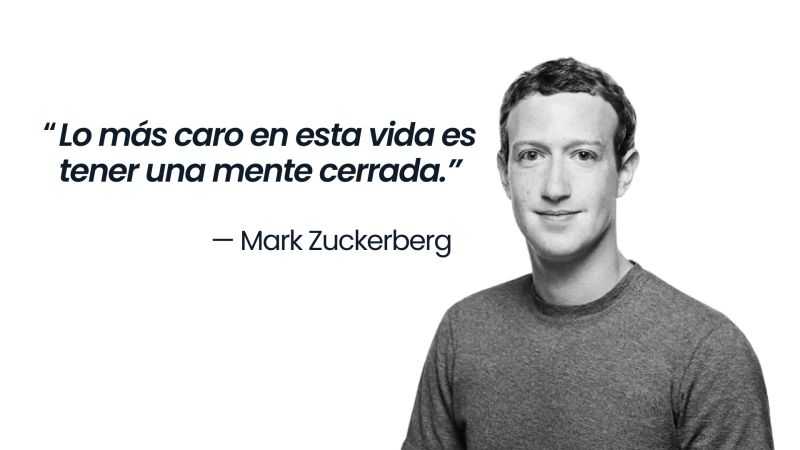 “Lo más caro en esta vida es
tener una mente cerrada.”
— Mark Zuckerberg